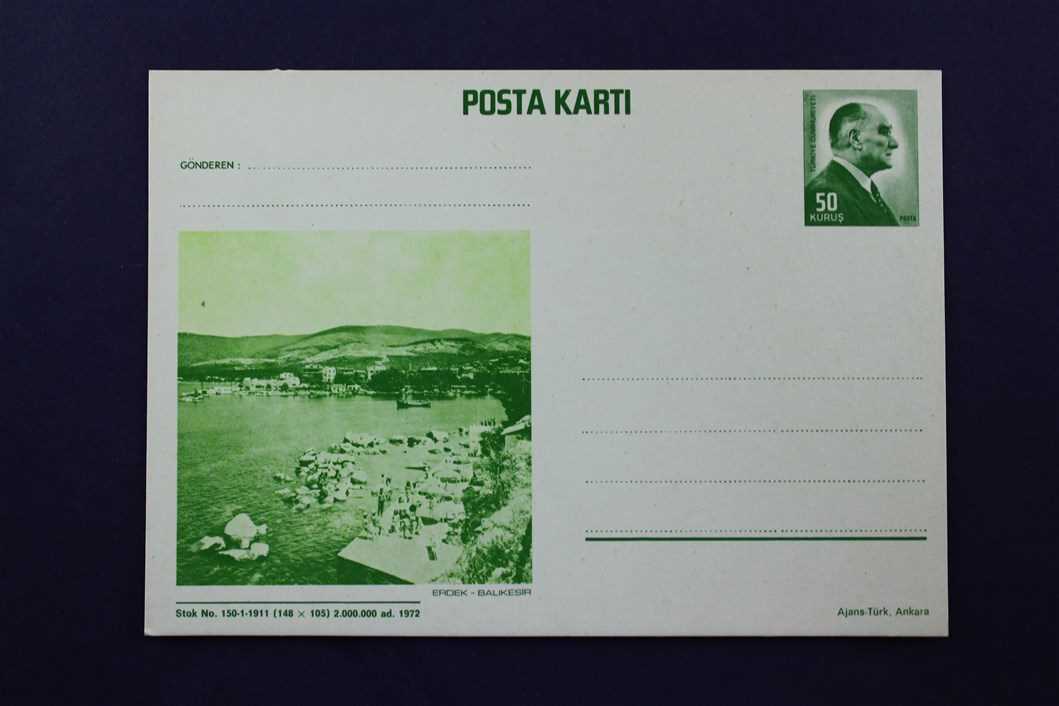 POSTA KARTI
GÖNDEREN :
TÜRKİYE CUMHURİYETİ
50
KURUŞ
POSTA
ERDEK - BALIKESİR
Stok No. 150-1-1911 (148 × 105) 2.000.000 ad. 1972
Ajans-Türk, Ankara